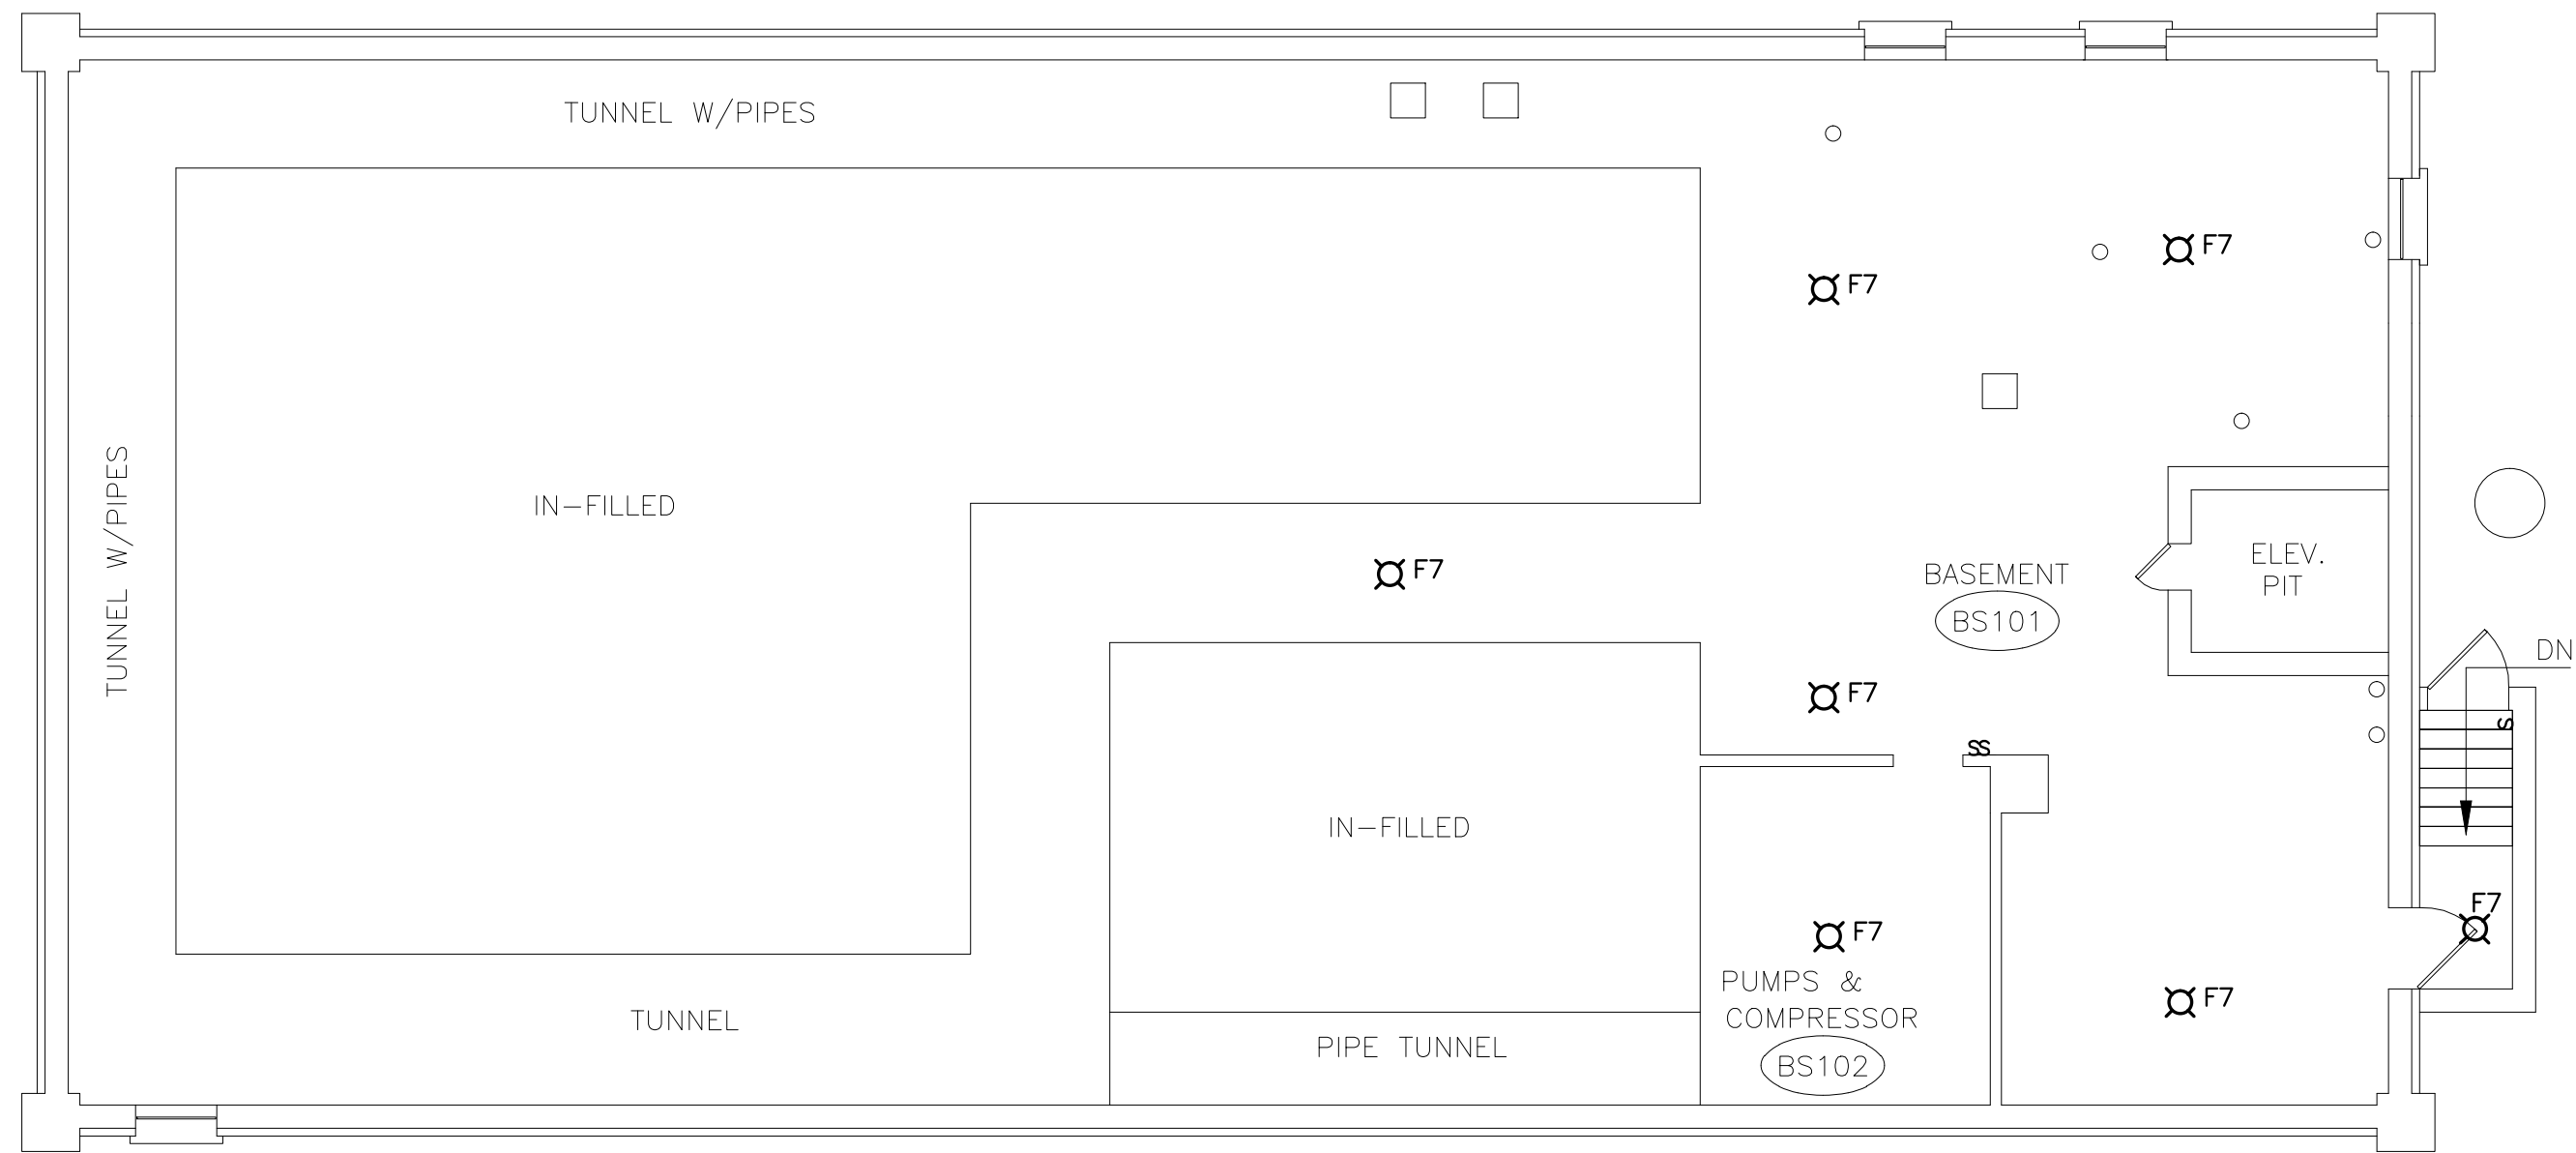 TUNNEL W/PIPES
F7
F7
TUNNEL W/PIPES
IN-FILLED
F7
BASEMENT
BS101
ELEV.
PIT
DN
F7
S
SS
IN-FILLED
F7
F7
PUMPS &
COMPRESSOR
BS102
F7
TUNNEL
PIPE TUNNEL